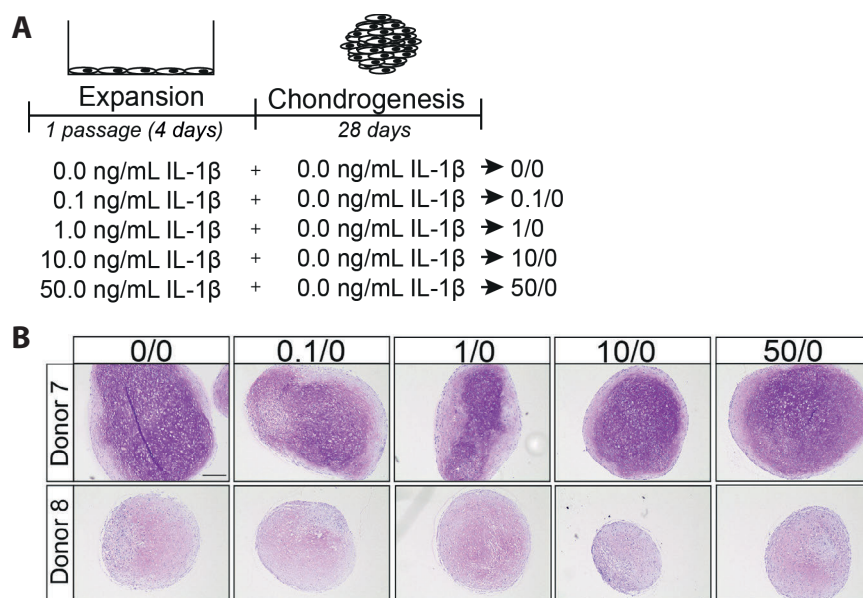 A
Expansion Chondrogenesis
1 passage (4 days) 28 days
0.0 ng/mL IL-1β + 0.0 ng/mL IL-1β 0/0
0.1 ng/mL IL-1β + 0.0 ng/mL IL-1β 0.1/0
1.0 ng/mL IL-1β + 0.0 ng/mL IL-1β 1/0
10.0 ng/mL IL-1β + 0.0 ng/mL IL-1β 10/0
50.0 ng/mL IL-1β + 0.0 ng/mL IL-1β 50/0
B
0/0 0.1/0 1/0 10/0 50/0
Donor 7
Donor 8